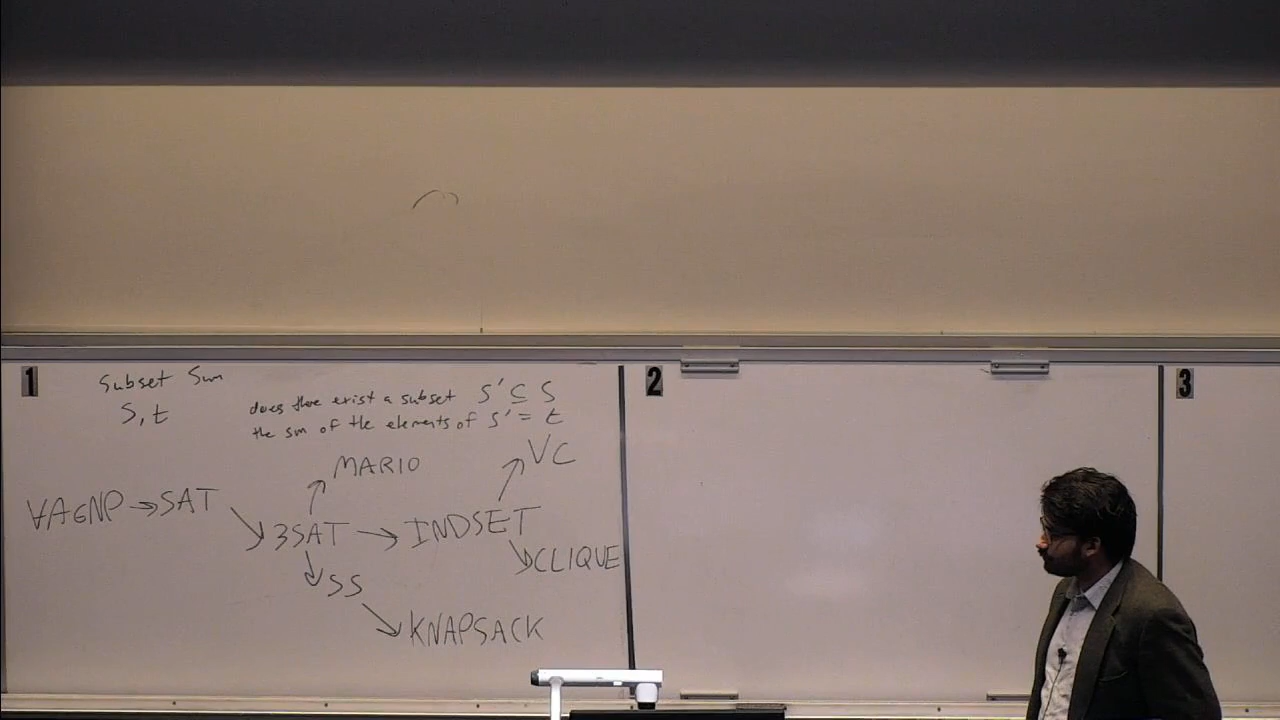 1
2
3
Subset Sum
S, t
does there exist a subset S' ⊆ S
the sum of the elements of S' = t
MARIO
VC
∀A∈NP → SAT
3SAT → INDSET
CLIQUE
SS
KNAPSACK